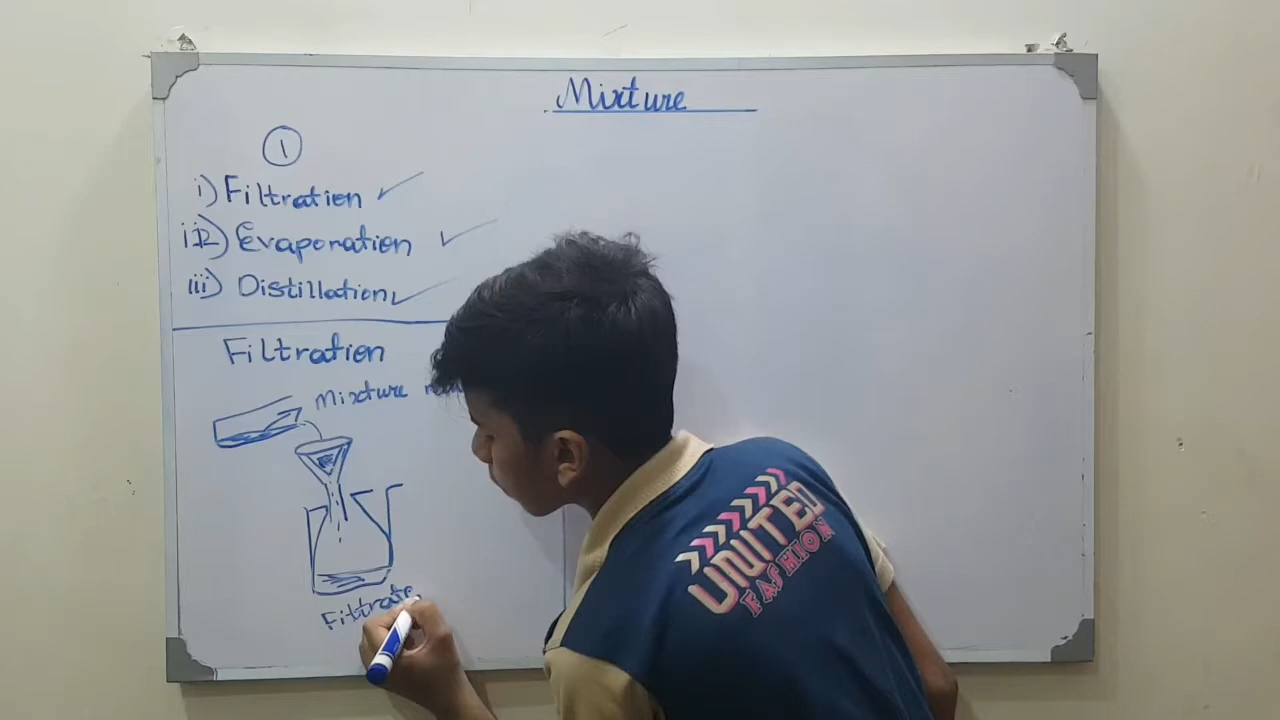 Mixture
1
i) Filtration
ii) Evaporation
iii) Distillation
Filtration
Mixture
Filtrate
UNITED
FASHION